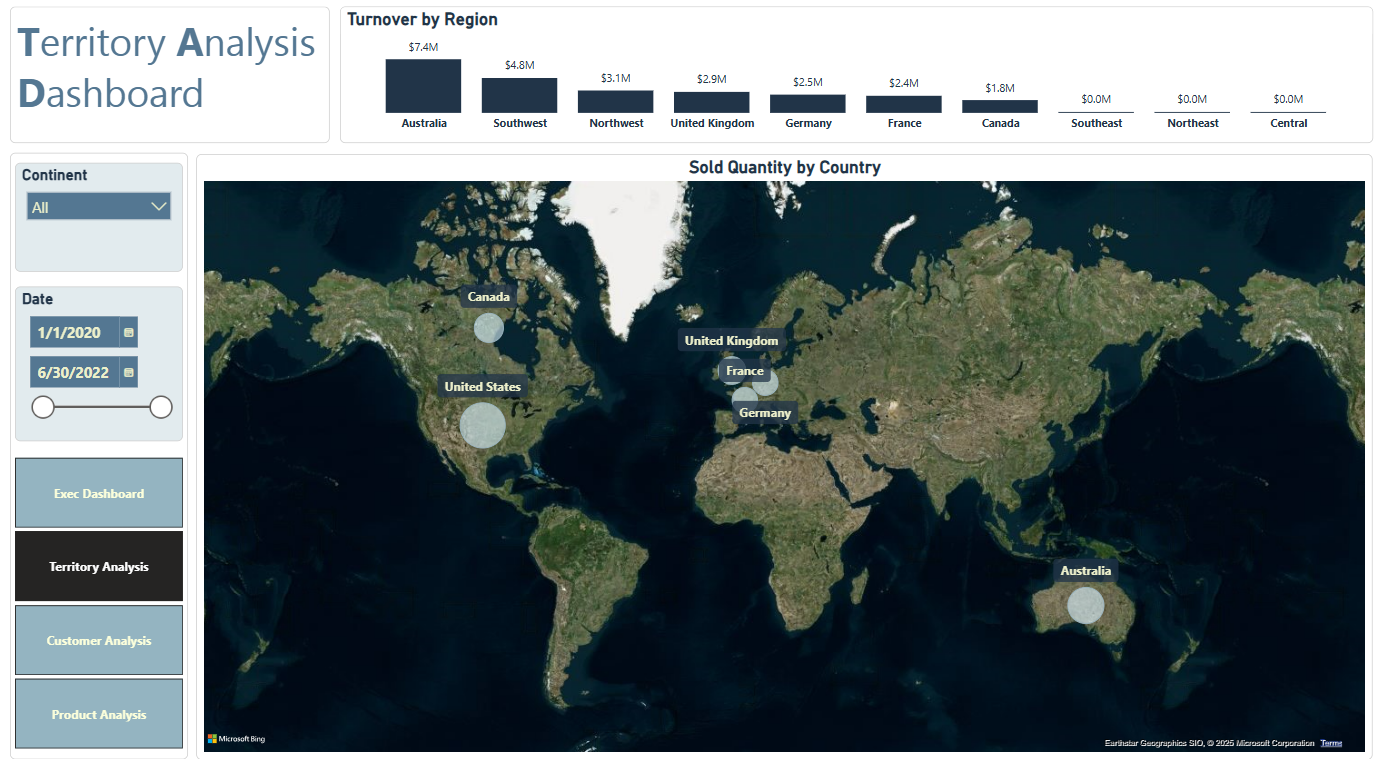 Territory Analysis
Dashboard
Turnover by Region
$7.4M
$4.8M
$3.1M
$2.9M
$2.5M
$2.4M
$1.8M
$0.0M
$0.0M
$0.0M
Australia
Southwest
Northwest
United Kingdom
Germany
France
Canada
Southeast
Northeast
Central
Continent
All
Date
1/1/2020
6/30/2022
Exec Dashboard
Territory Analysis
Customer Analysis
Product Analysis
Sold Quantity by Country
Canada
United Kingdom
France
United States
Germany
Australia
Microsoft Bing
Earthstar Geographics SIO, © 2025 Microsoft Corporation Terms